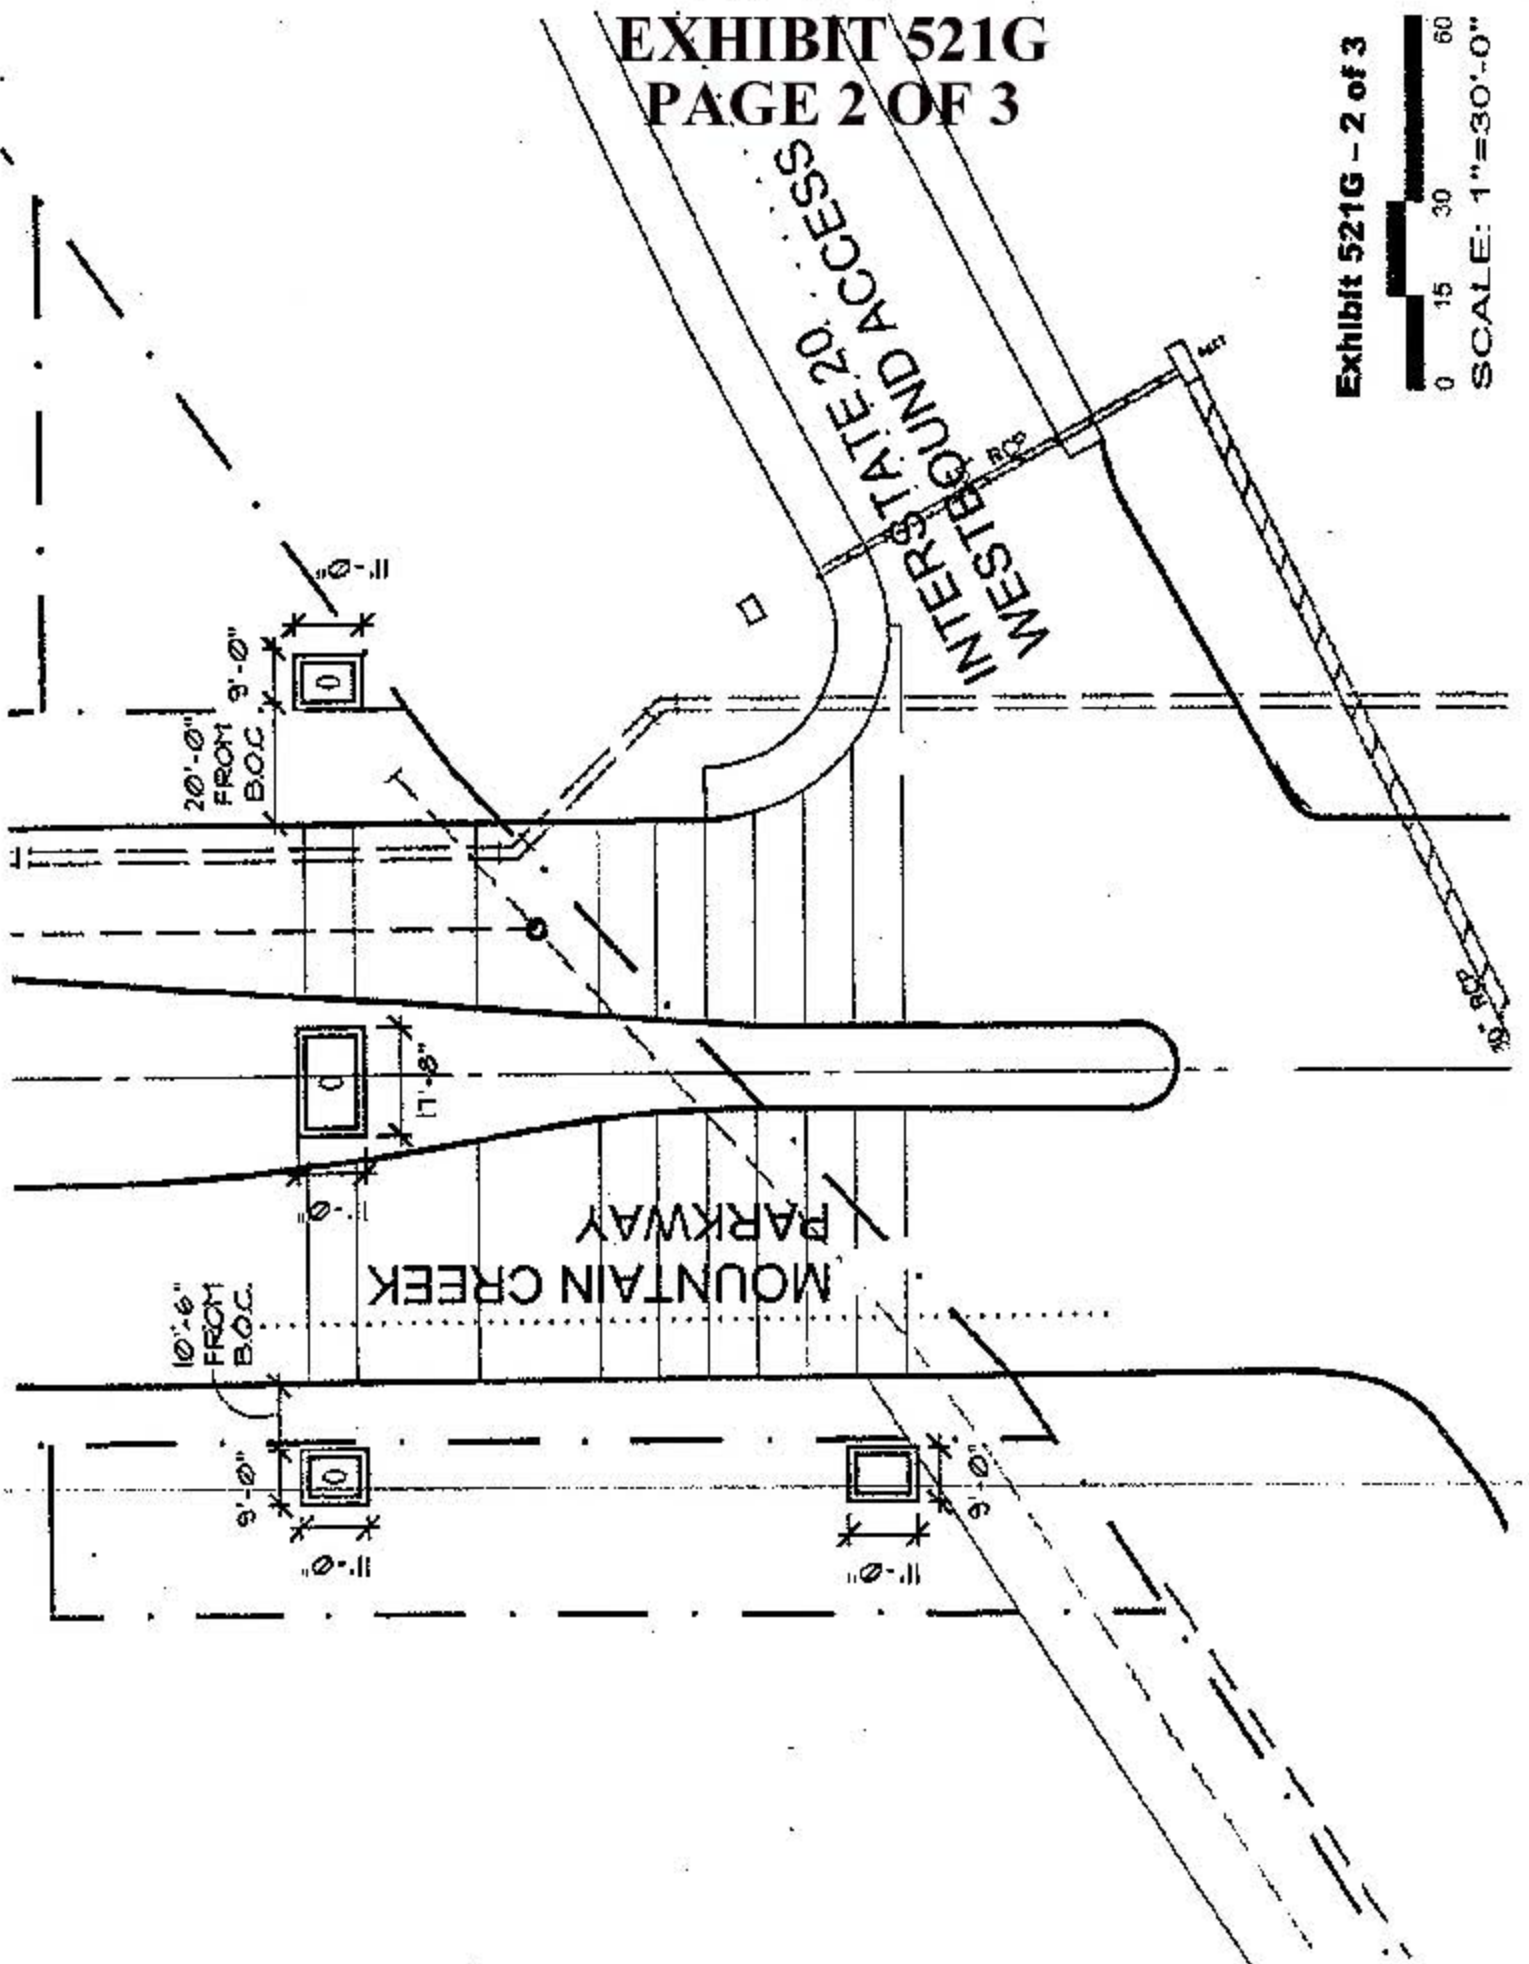 EXHIBIT 521G
PAGE 2 OF 3
Exhibit 521G – 2 of 3
0 15 30 60
SCALE: 1"=30'-0"
INTERSTATE 20
WESTBOUND ACCESS
RCP
11'-0"
9'-0"
20'-0"
FROM
B.O.C.
17'-8"
11'-0"
MOUNTAIN CREEK
PARKWAY
10'-6"
FROM
B.O.C.
9'-0"
11'-0"
9'-0"
11'-0"
RCP